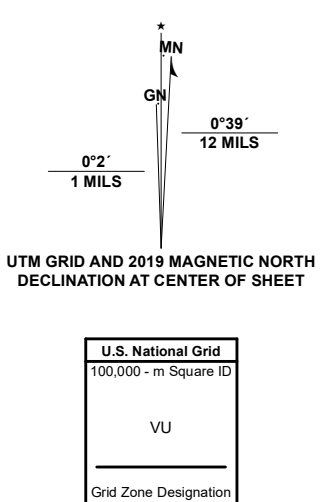 ★
MN
GN
0°39´
12 MILS
0°2´
1 MILS
UTM GRID AND 2019 MAGNETIC NORTH
DECLINATION AT CENTER OF SHEET
U.S. National Grid
100,000 - m Square ID
VU
Grid Zone Designation